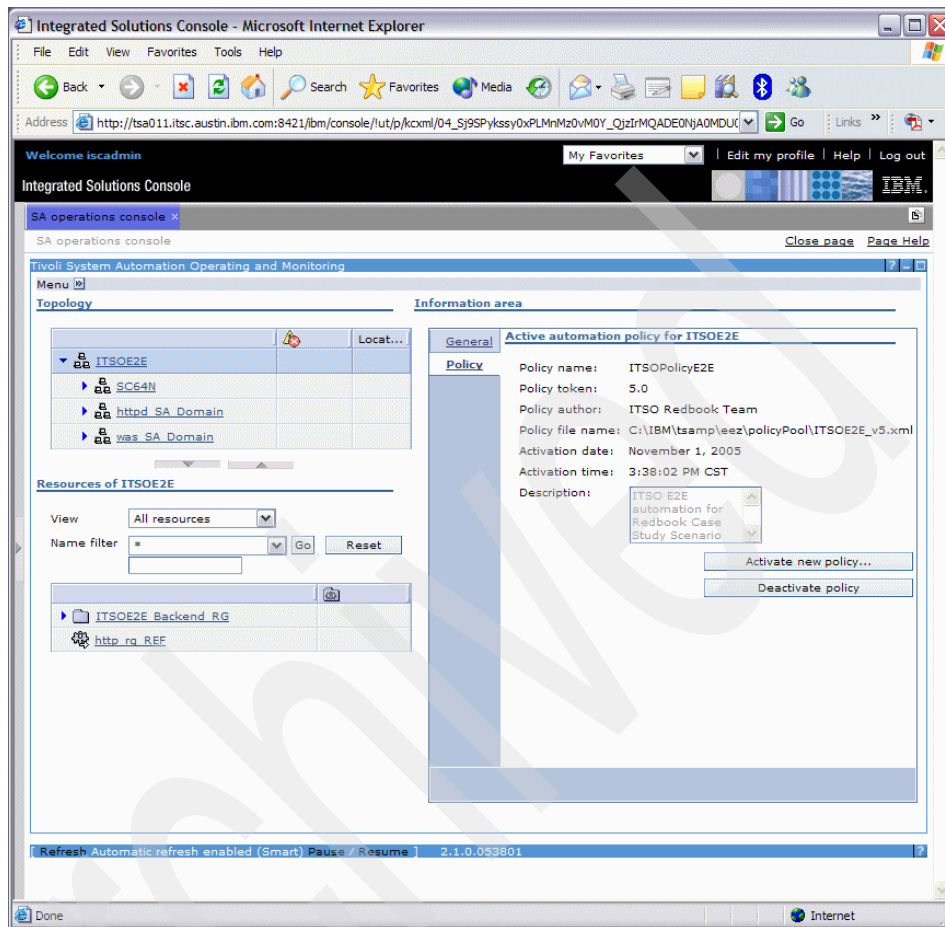 Integrated Solutions Console - Microsoft Internet Explorer
File Edit View Favorites Tools Help
Back Search Favorites Media
Address http://tsa011.itsc.austin.ibm.com:8421/ibm/console/!ut/p/kcxml/04_Sj9SPykssy0xPLMnMz0vM0Y_QjzIrMQADE0NjA0MDU Go Links »
Welcome iscadmin My Favorites Edit my profile Help Log out
Integrated Solutions Console IBM.
SA operations console ×
SA operations console Close page Page Help
Tivoli System Automation Operating and Monitoring ? – □
Menu
Topology Information area
Locat...
ITSOE2E
SC64N
httpd_SA_Domain
was_SA_Domain
General
Policy
Active automation policy for ITSOE2E
Policy name: ITSOPolicyE2E
Policy token: 5.0
Policy author: ITSO Redbook Team
Policy file name: C:\IBM\tsamp\eez\policyPool\ITSOE2E_v5.xml
Activation date: November 1, 2005
Activation time: 3:38:02 PM CST
Description: ITSO E2E
automation for
Redbook Case
Study Scenario
Activate new policy...
Deactivate policy
Resources of ITSOE2E
View All resources
Name filter * Go Reset
ITSOE2E_Backend_RG
http_rg_REF
[ Refresh Automatic refresh enabled (Smart) Pause / Resume ] 2.1.0.053801 ?
Done Internet
Archived